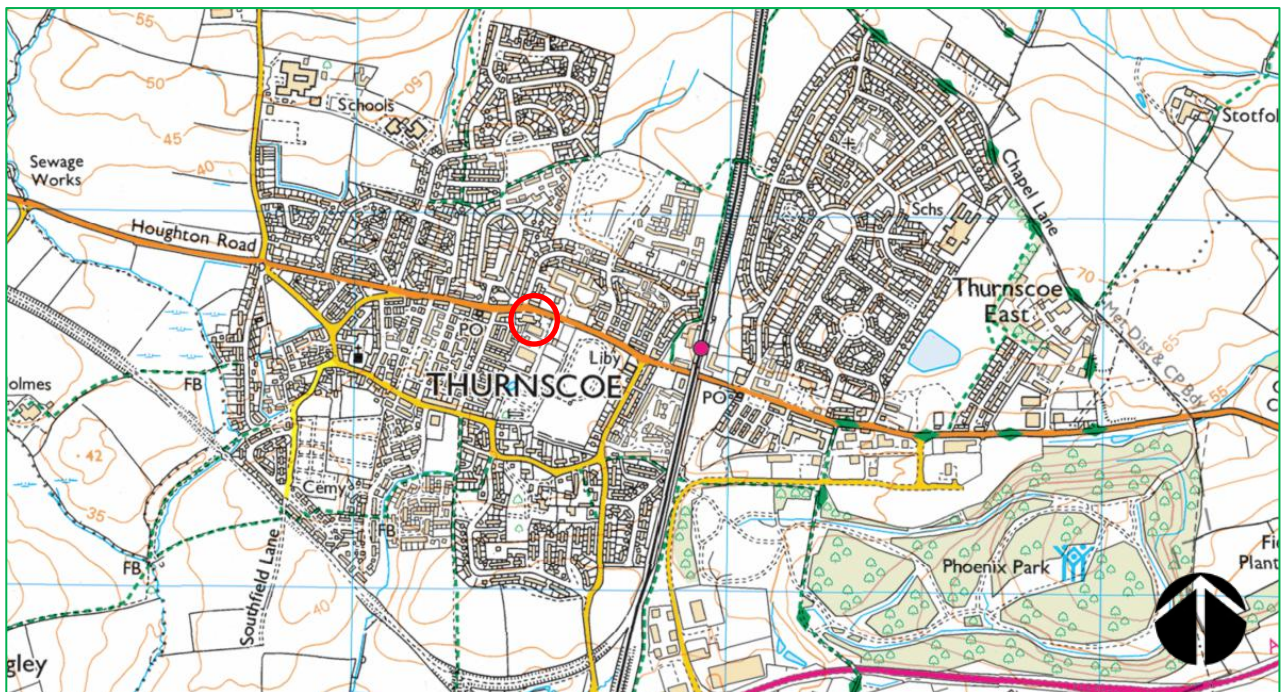 55
50
45
40
60
Schools
Sewage
Works
Houghton Road
Stotfol
Chapel Lane
Schs
70
Thurnscoe
East
Met Dist & CP Bdy
65
55
PO
Liby
THURNSCOE
PO
FB
olmes
42
35
Cemy
FB
FB
Southfield Lane
40
Phoenix Park
Fi
Plant
gley